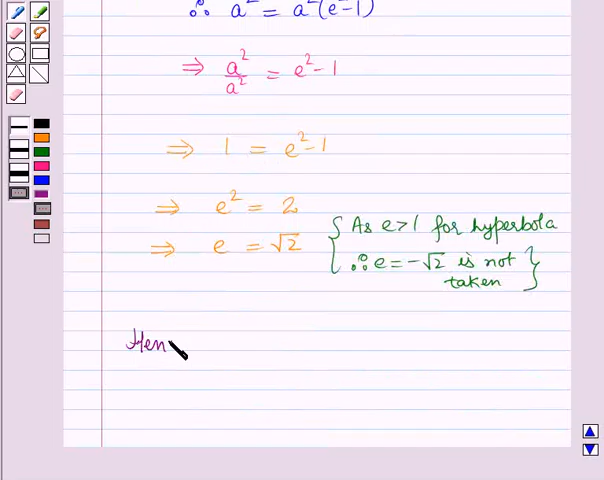 ∴ a² = a²(e²-1)
⇒ a²/a² = e²-1
⇒ 1 = e²-1
⇒ e² = 2
⇒ e = √2 { As e>1 for hyperbola
∴ e = -√2 is not
taken }
Hen